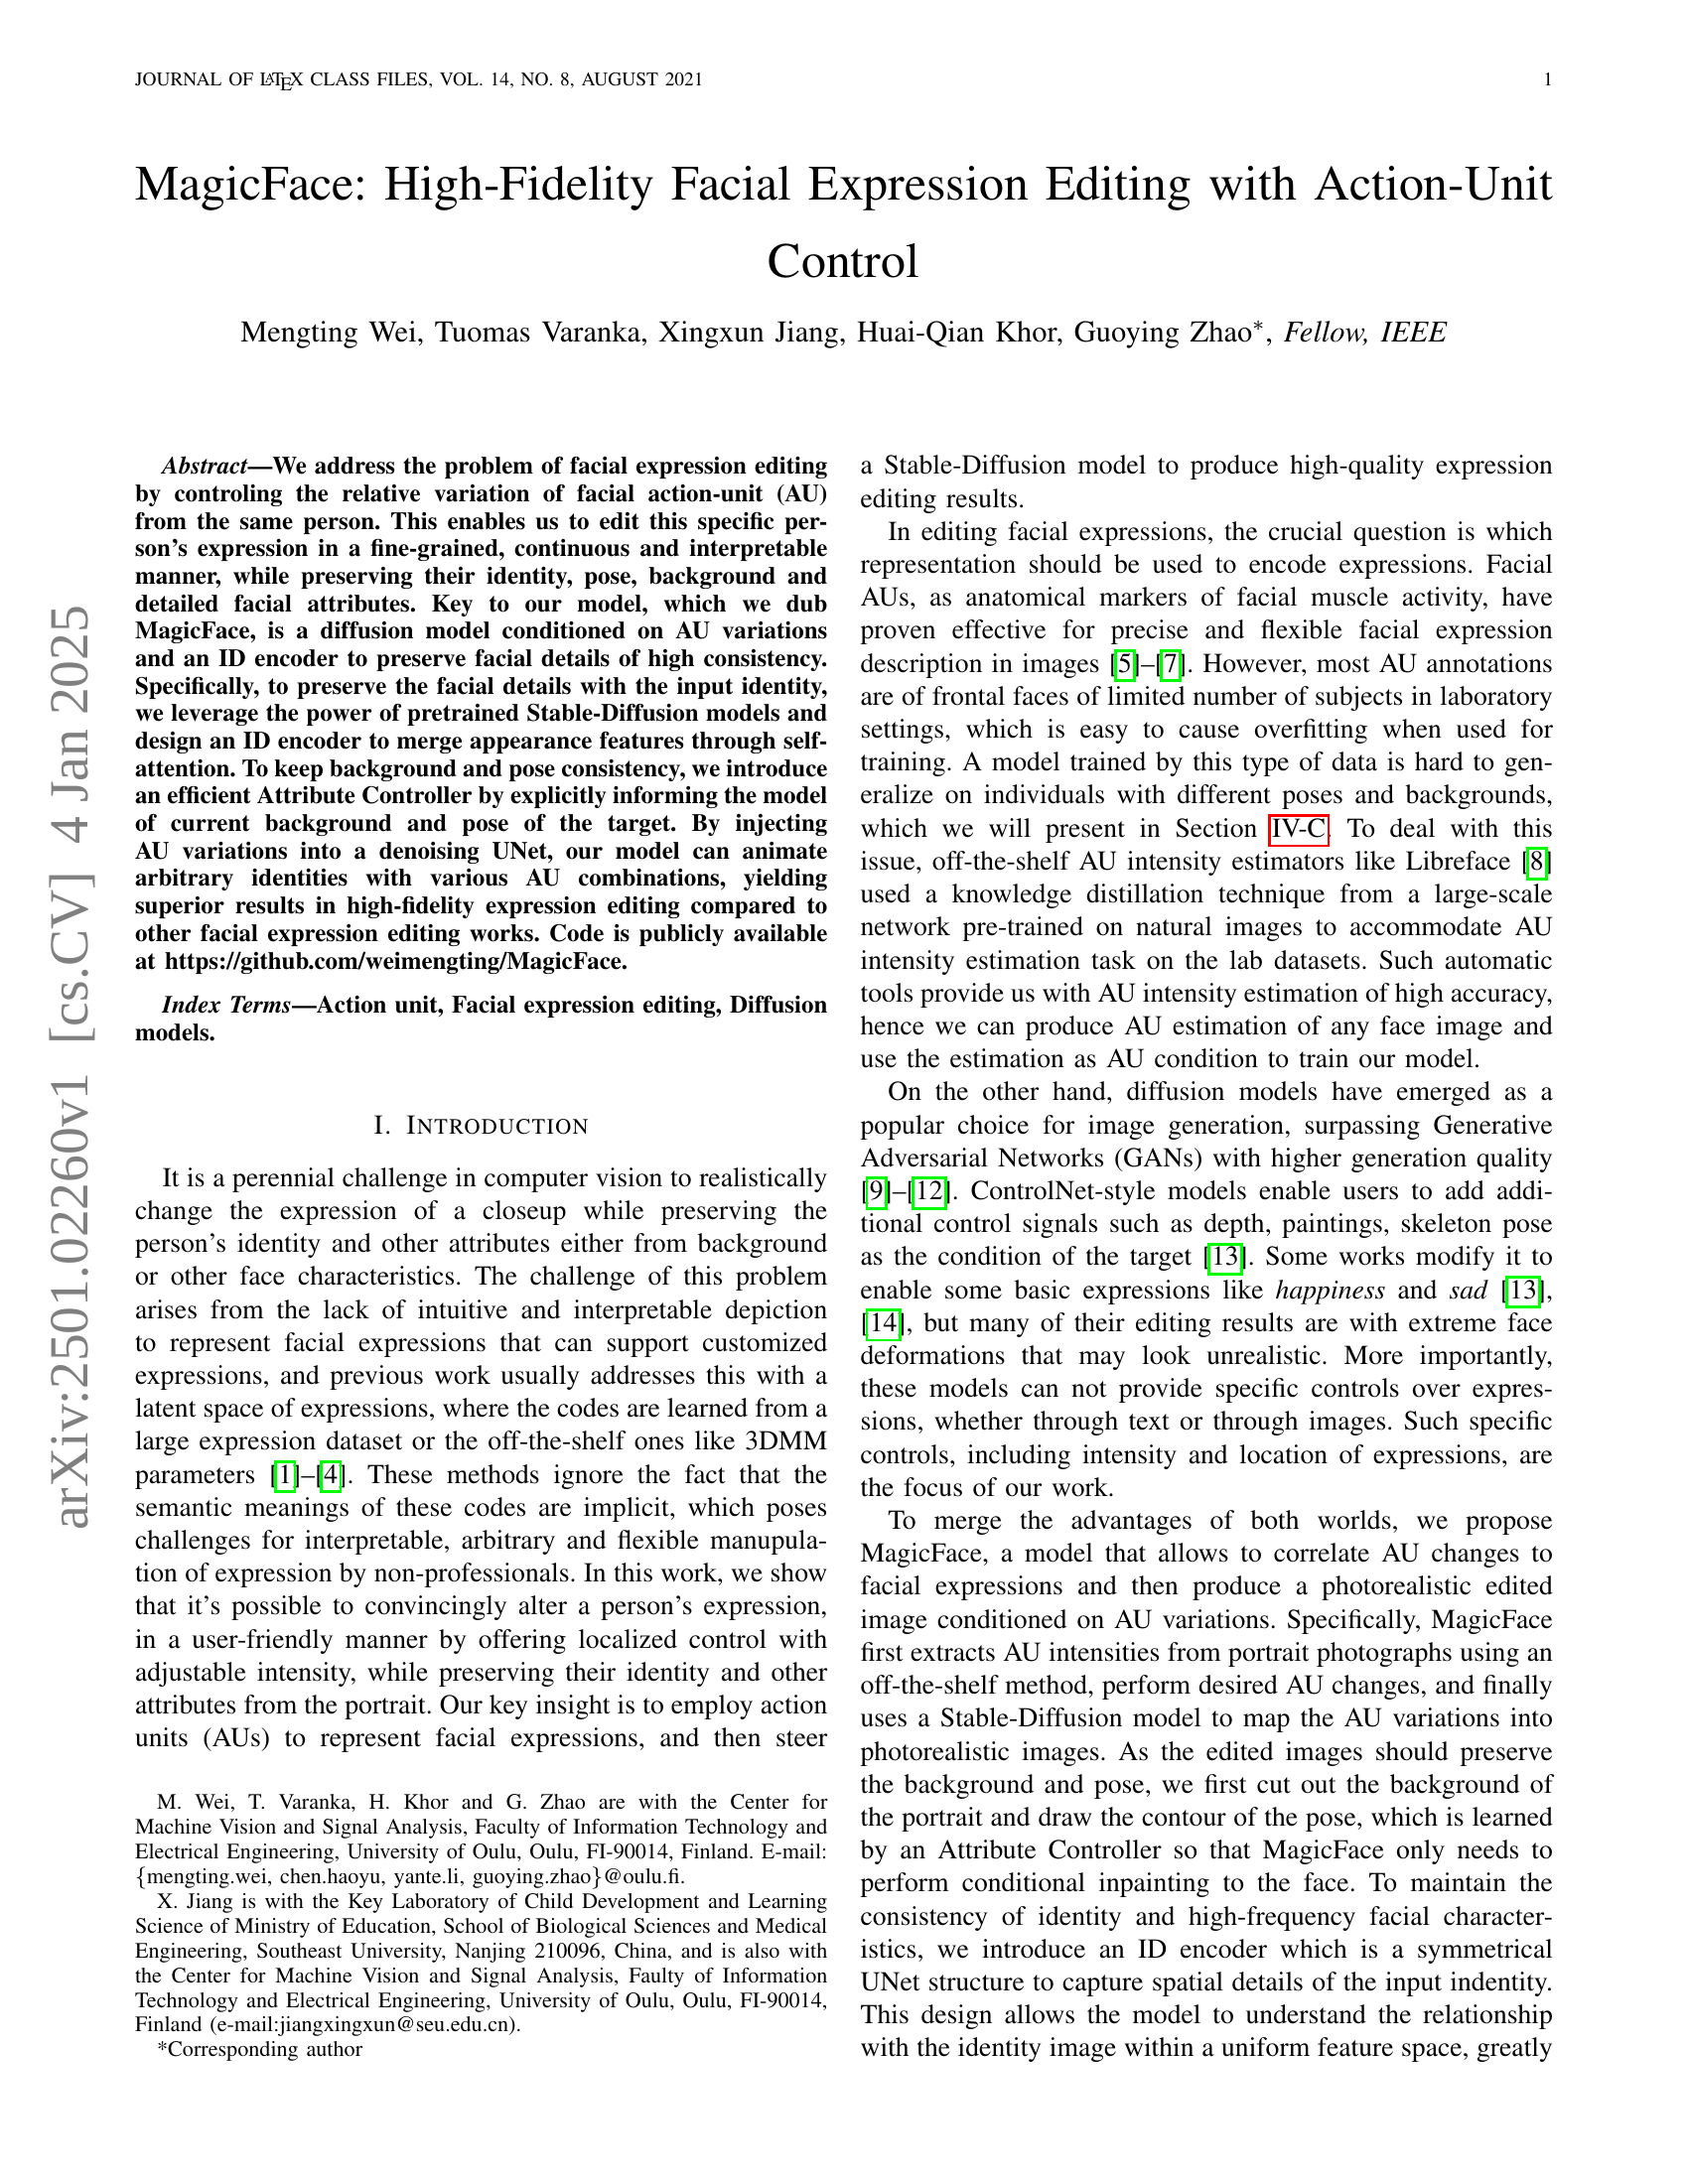 JOURNAL OF LATEX CLASS FILES, VOL. 14, NO. 8, AUGUST 2021 1
MagicFace: High-Fidelity Facial Expression Editing with Action-Unit
Control
Mengting Wei, Tuomas Varanka, Xingxun Jiang, Huai-Qian Khor, Guoying Zhao*, Fellow, IEEE
arXiv:2501.02260v1 [cs.CV] 4 Jan 2025
Abstract—We address the problem of facial expression editing
by controling the relative variation of facial action-unit (AU)
from the same person. This enables us to edit this specific per-
son's expression in a fine-grained, continuous and interpretable
manner, while preserving their identity, pose, background and
detailed facial attributes. Key to our model, which we dub
MagicFace, is a diffusion model conditioned on AU variations
and an ID encoder to preserve facial details of high consistency.
Specifically, to preserve the facial details with the input identity,
we leverage the power of pretrained Stable-Diffusion models and
design an ID encoder to merge appearance features through self-
attention. To keep background and pose consistency, we introduce
an efficient Attribute Controller by explicitly informing the model
of current background and pose of the target. By injecting
AU variations into a denoising UNet, our model can animate
arbitrary identities with various AU combinations, yielding
superior results in high-fidelity expression editing compared to
other facial expression editing works. Code is publicly available
at https://github.com/weimengting/MagicFace.
Index Terms—Action unit, Facial expression editing, Diffusion
models.
I. INTRODUCTION
It is a perennial challenge in computer vision to realistically
change the expression of a closeup while preserving the
person's identity and other attributes either from background
or other face characteristics. The challenge of this problem
arises from the lack of intuitive and interpretable depiction
to represent facial expressions that can support customized
expressions, and previous work usually addresses this with a
latent space of expressions, where the codes are learned from a
large expression dataset or the off-the-shelf ones like 3DMM
parameters [1]–[4]. These methods ignore the fact that the
semantic meanings of these codes are implicit, which poses
challenges for interpretable, arbitrary and flexible manupula-
tion of expression by non-professionals. In this work, we show
that it's possible to convincingly alter a person's expression,
in a user-friendly manner by offering localized control with
adjustable intensity, while preserving their identity and other
attributes from the portrait. Our key insight is to employ action
units (AUs) to represent facial expressions, and then steer
M. Wei, T. Varanka, H. Khor and G. Zhao are with the Center for
Machine Vision and Signal Analysis, Faculty of Information Technology and
Electrical Engineering, University of Oulu, Oulu, FI-90014, Finland. E-mail:
{mengting.wei, chen.haoyu, yante.li, guoying.zhao}@oulu.fi.
X. Jiang is with the Key Laboratory of Child Development and Learning
Science of Ministry of Education, School of Biological Sciences and Medical
Engineering, Southeast University, Nanjing 210096, China, and is also with
the Center for Machine Vision and Signal Analysis, Faulty of Information
Technology and Electrical Engineering, University of Oulu, Oulu, FI-90014,
Finland (e-mail:jiangxingxun@seu.edu.cn).
*Corresponding author
a Stable-Diffusion model to produce high-quality expression
editing results.
In editing facial expressions, the crucial question is which
representation should be used to encode expressions. Facial
AUs, as anatomical markers of facial muscle activity, have
proven effective for precise and flexible facial expression
description in images [5]–[7]. However, most AU annotations
are of frontal faces of limited number of subjects in laboratory
settings, which is easy to cause overfitting when used for
training. A model trained by this type of data is hard to gen-
eralize on individuals with different poses and backgrounds,
which we will present in Section IV-C. To deal with this
issue, off-the-shelf AU intensity estimators like Libreface [8]
used a knowledge distillation technique from a large-scale
network pre-trained on natural images to accommodate AU
intensity estimation task on the lab datasets. Such automatic
tools provide us with AU intensity estimation of high accuracy,
hence we can produce AU estimation of any face image and
use the estimation as AU condition to train our model.
On the other hand, diffusion models have emerged as a
popular choice for image generation, surpassing Generative
Adversarial Networks (GANs) with higher generation quality
[9]–[12]. ControlNet-style models enable users to add addi-
tional control signals such as depth, paintings, skeleton pose
as the condition of the target [13]. Some works modify it to
enable some basic expressions like happiness and sad [13],
[14], but many of their editing results are with extreme face
deformations that may look unrealistic. More importantly,
these models can not provide specific controls over expres-
sions, whether through text or through images. Such specific
controls, including intensity and location of expressions, are
the focus of our work.
To merge the advantages of both worlds, we propose
MagicFace, a model that allows to correlate AU changes to
facial expressions and then produce a photorealistic edited
image conditioned on AU variations. Specifically, MagicFace
first extracts AU intensities from portrait photographs using an
off-the-shelf method, perform desired AU changes, and finally
uses a Stable-Diffusion model to map the AU variations into
photorealistic images. As the edited images should preserve
the background and pose, we first cut out the background of
the portrait and draw the contour of the pose, which is learned
by an Attribute Controller so that MagicFace only needs to
perform conditional inpainting to the face. To maintain the
consistency of identity and high-frequency facial character-
istics, we introduce an ID encoder which is a symmetrical
UNet structure to capture spatial details of the input indentity.
This design allows the model to understand the relationship
with the identity image within a uniform feature space, greatly